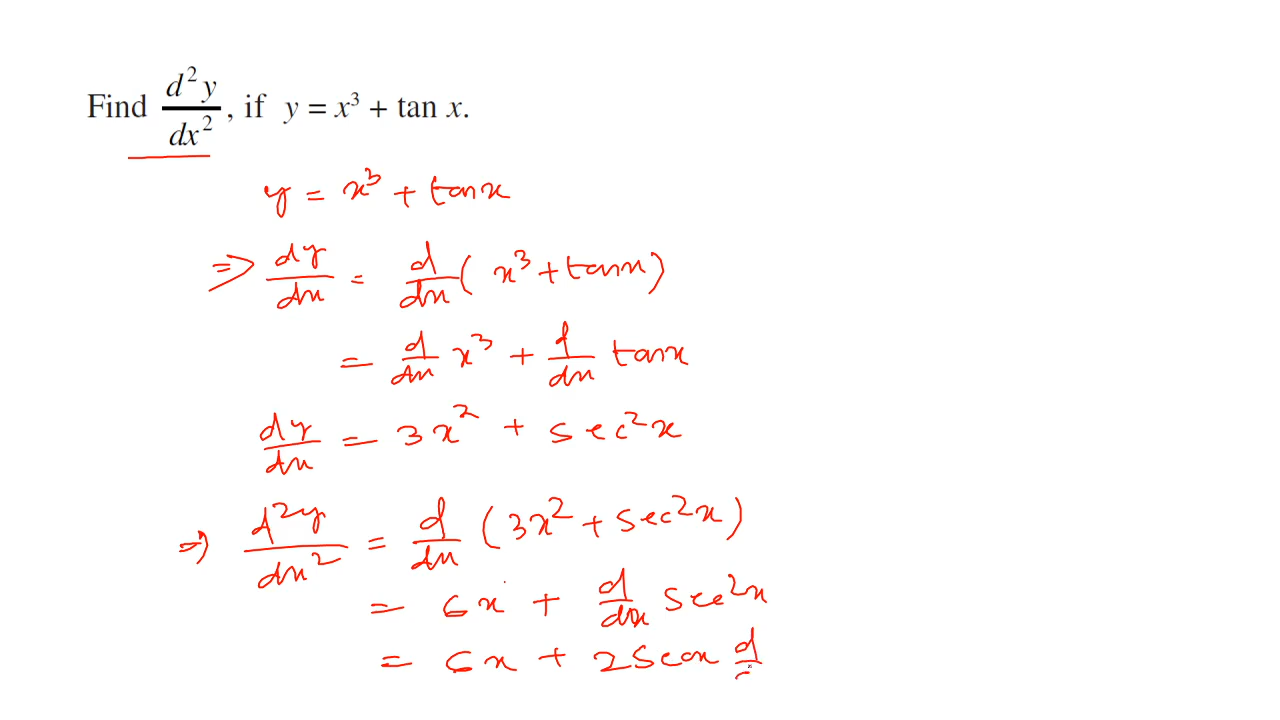 Find d²y/dx², if y = x³ + tan x.
y = x³ + tanx
⇒ dy/dx = d/dx (x³ + tanx)
= d/dx x³ + d/dx tanx
dy/dx = 3x² + sec²x
⇒ d²y/dx² = d/dx (3x² + sec²x)
= 6x + d/dx sec²x
= 6x + 2secx d